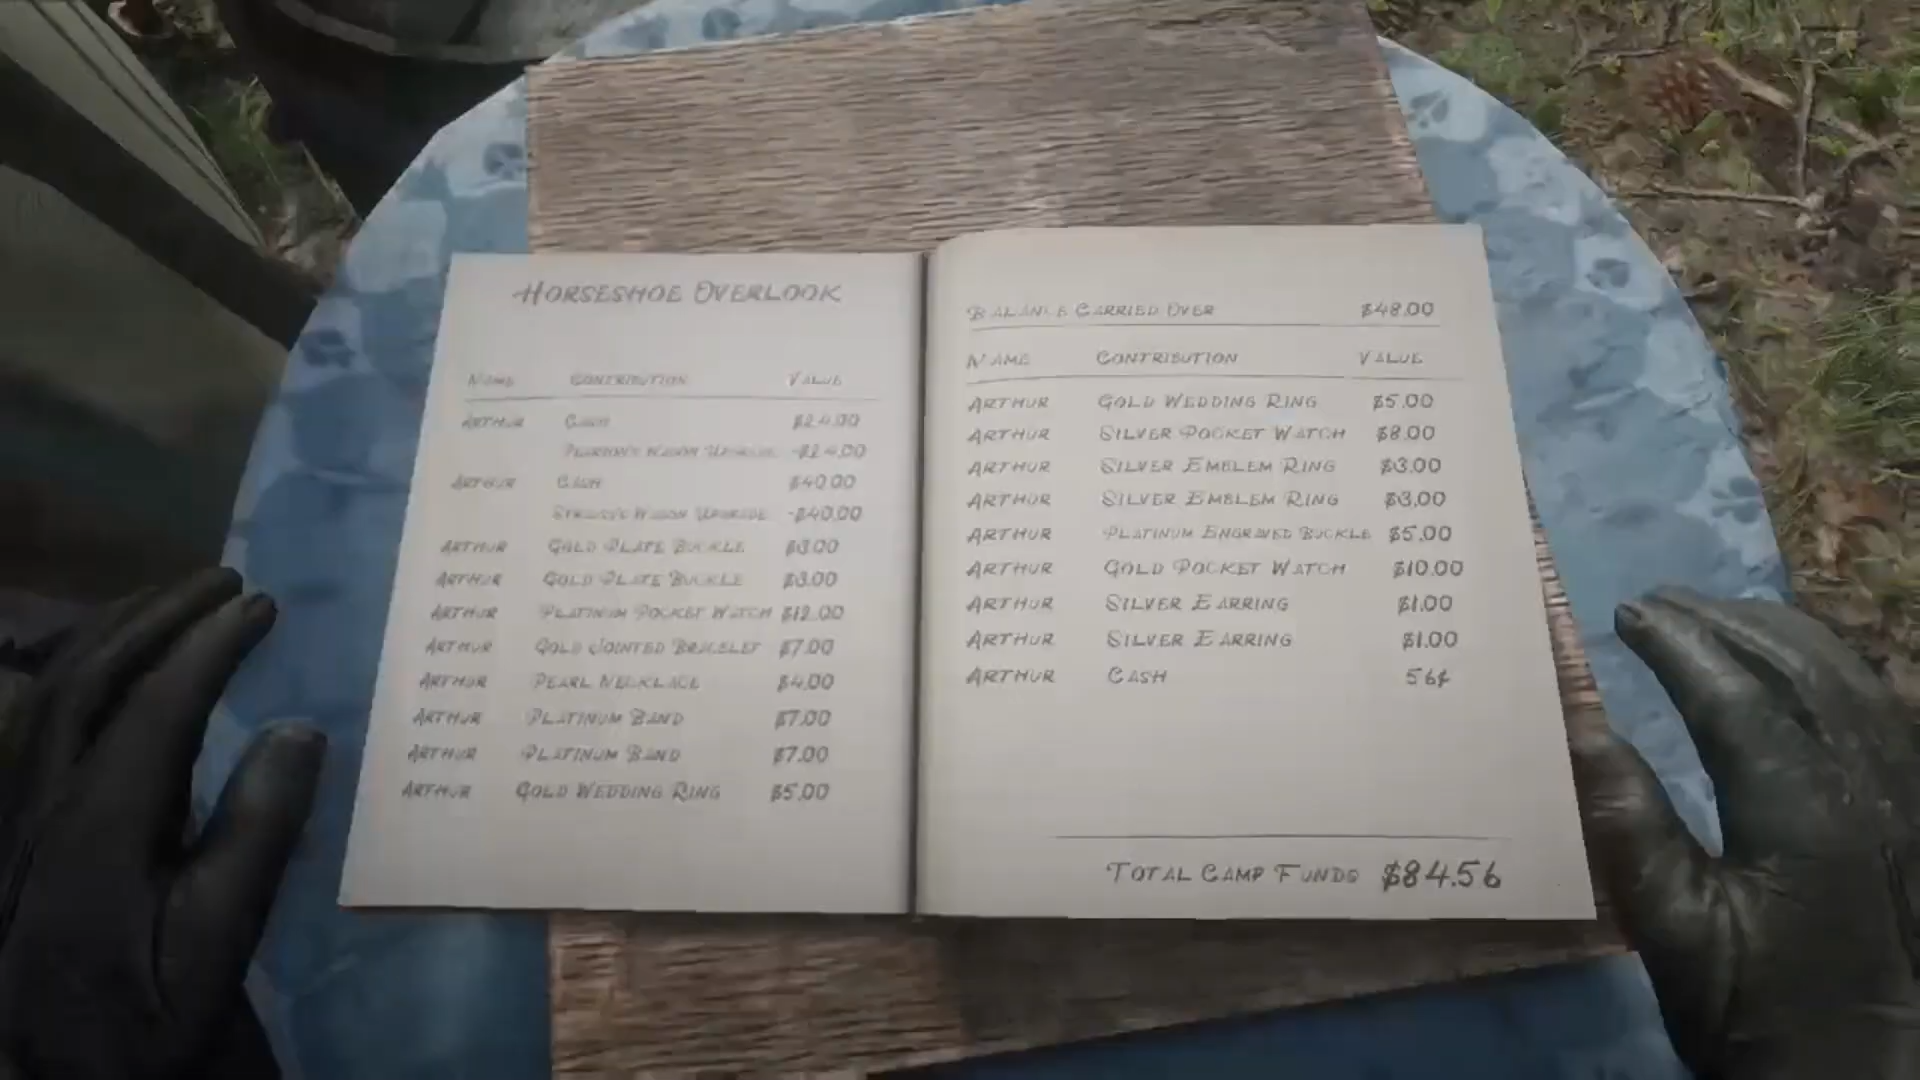 HORSESHOE OVERLOOK
NAME CONTRIBUTION VALUE
ARTHUR CASH $24.00
PEARSON'S WAGON UPGRADE -$24.00
ARTHUR CASH $40.00
STRAUSS'S WAGON UPGRADE -$40.00
ARTHUR GOLD PLATE BUCKLE $3.00
ARTHUR GOLD PLATE BUCKLE $3.00
ARTHUR PLATINUM POCKET WATCH $12.00
ARTHUR GOLD JOINTED BRACELET $7.00
ARTHUR PEARL NECKLACE $4.00
ARTHUR PLATINUM BAND $7.00
ARTHUR PLATINUM BAND $7.00
ARTHUR GOLD WEDDING RING $5.00
BALANCE CARRIED OVER $48.00
NAME CONTRIBUTION VALUE
ARTHUR GOLD WEDDING RING $5.00
ARTHUR SILVER POCKET WATCH $8.00
ARTHUR SILVER EMBLEM RING $3.00
ARTHUR SILVER EMBLEM RING $3.00
ARTHUR PLATINUM ENGRAVED BUCKLE $5.00
ARTHUR GOLD POCKET WATCH $10.00
ARTHUR SILVER EARRING $1.00
ARTHUR SILVER EARRING $1.00
ARTHUR CASH 56¢
TOTAL CAMP FUNDS $84.56